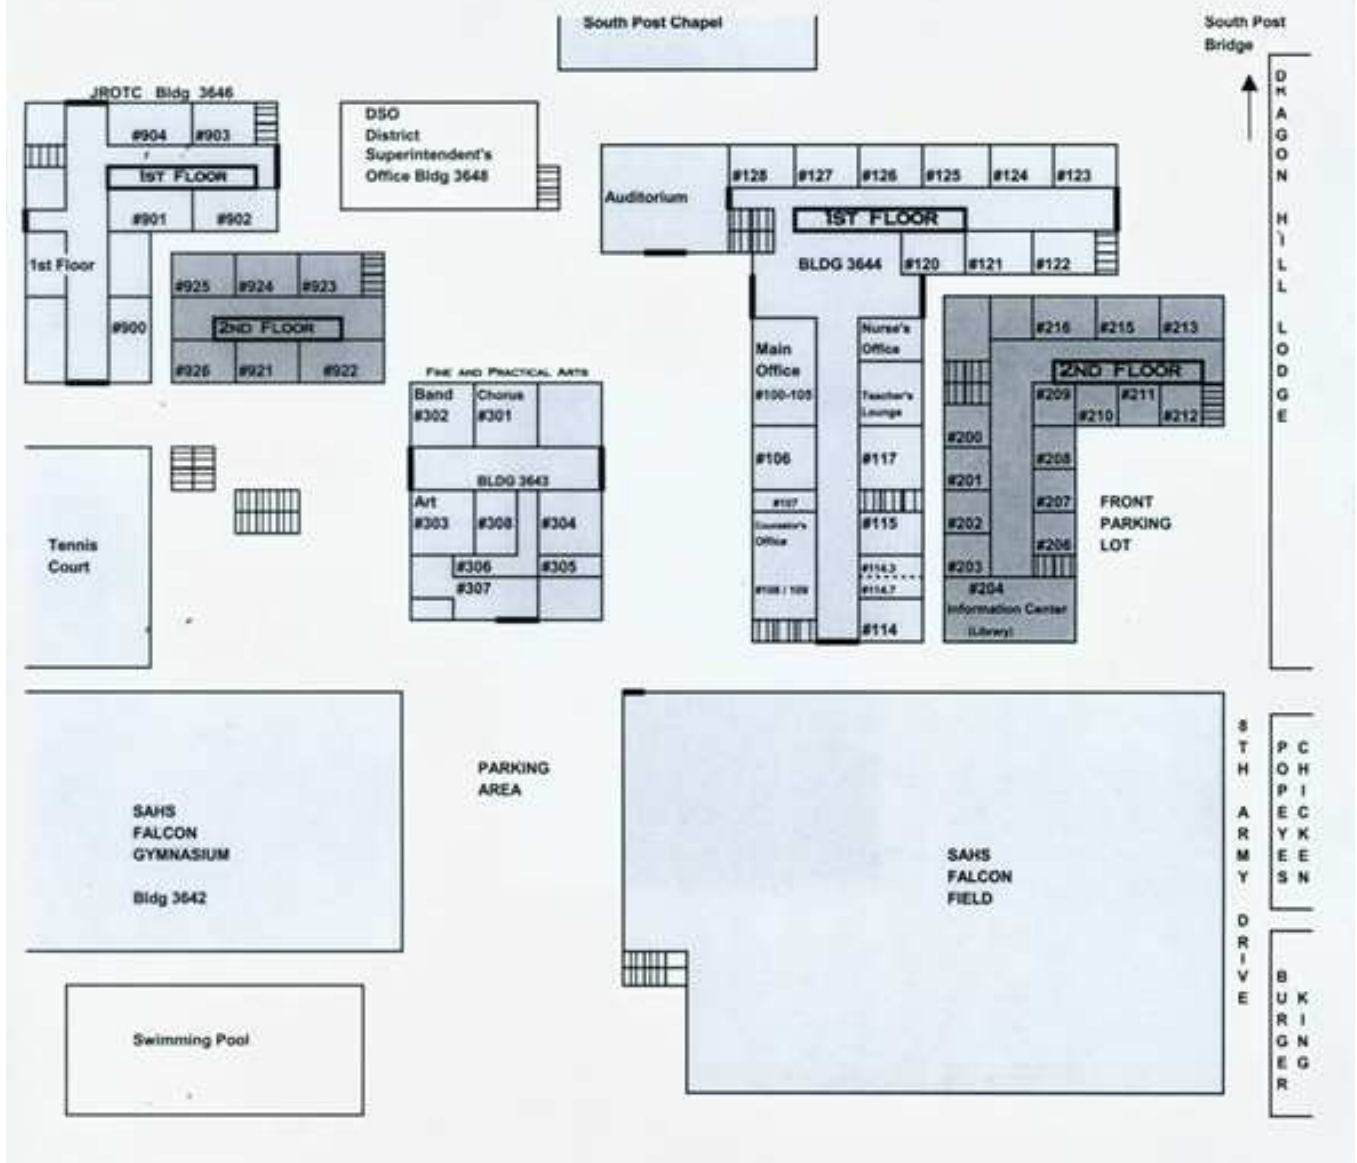 South Post Chapel
South Post
Bridge
DRAGON HILL LODGE
JROTC Bldg 3646
#904 #903
1ST FLOOR
#901 #902
1st Floor
#900
#925 #924 #923
2ND FLOOR
#926 #921 #922
DSO
District
Superintendent's
Office Bldg 3648
Auditorium
#128 #127 #126 #125 #124 #123
1ST FLOOR
BLDG 3644 #120 #121 #122
Main
Office
#100-105
Nurse's
Office
Teacher's
Lounge
#106
#117
#107
Counselor's
Office
#108 / 109
#115
#114.3
#114.7
#114
#216 #215 #213
2ND FLOOR
#209 #211
#210 #212
#200
#208
#201
#207
#202
#206
#203
#204
Information Center
(Library)
FRONT
PARKING
LOT
FINE AND PRACTICAL ARTS
Band
#302
Chorus
#301
BLDG 3643
Art
#303 #308 #304
#306 #305
#307
Tennis
Court
SAHS
FALCON
GYMNASIUM
Bldg 3642
PARKING
AREA
SAHS
FALCON
FIELD
8TH ARMY DRIVE
POPEYES
CHICKEN
BURGER
KING
Swimming Pool